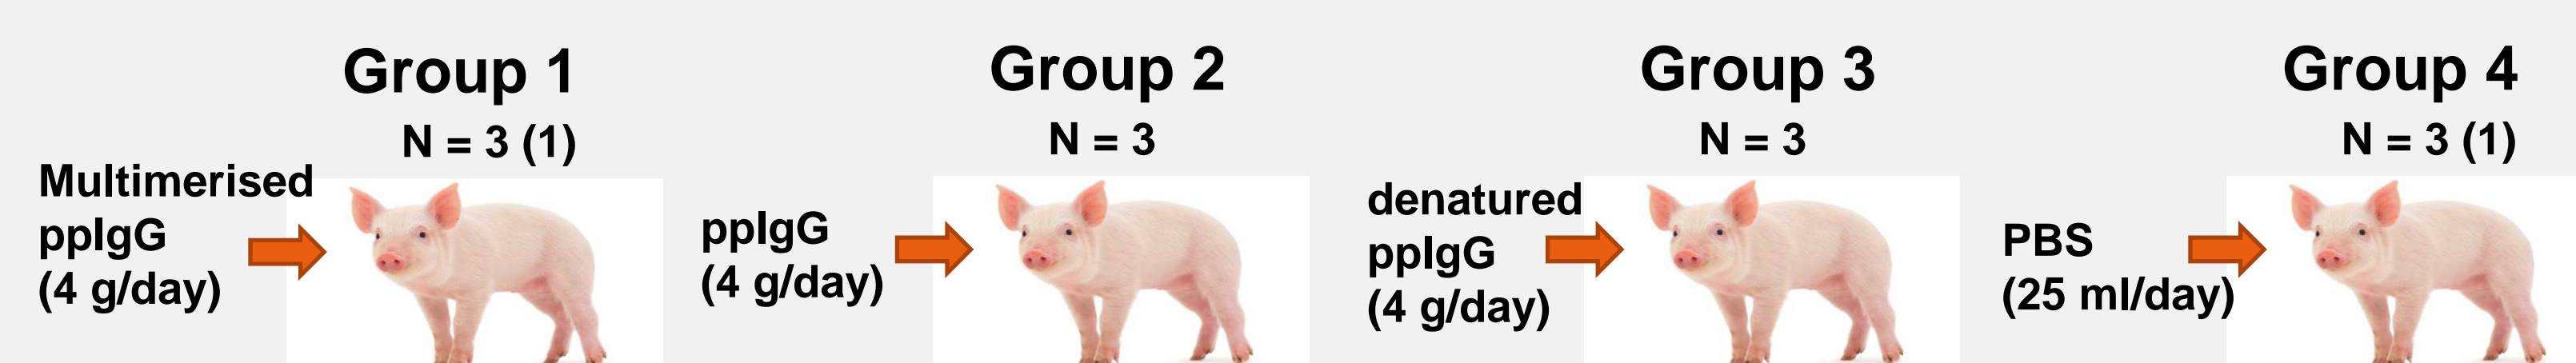 Group 1
N = 3 (1)
Multimerised
ppIgG
(4 g/day)
Group 2
N = 3
ppIgG
(4 g/day)
Group 3
N = 3
denatured
ppIgG
(4 g/day)
Group 4
N = 3 (1)
PBS
(25 ml/day)